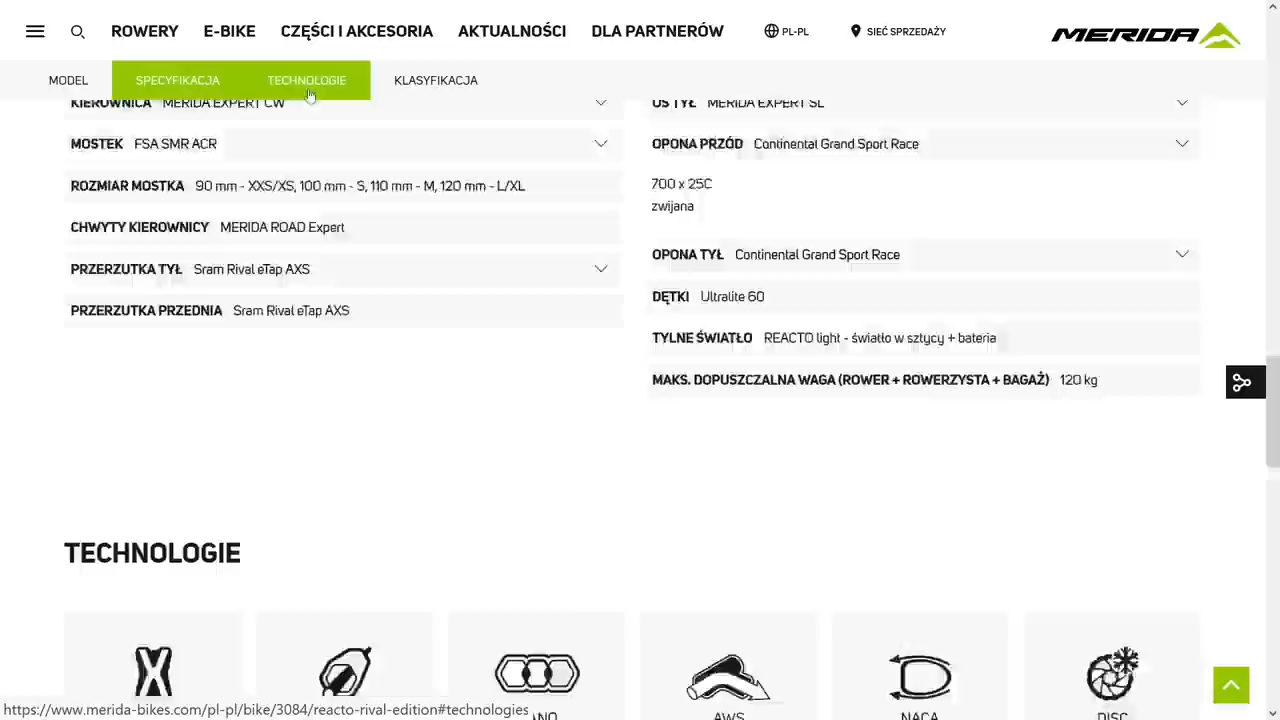 ROWERY E-BIKE CZĘŚCI I AKCESORIA AKTUALNOŚCI DLA PARTNERÓW PL-PL SIEĆ SPRZEDAŻY MERIDA
MODEL SPECYFIKACJA TECHNOLOGIE KLASYFIKACJA
KIEROWNICA MERIDA EXPERT CW
MOSTEK FSA SMR ACR
ROZMIAR MOSTKA 90 mm - XXS/XS, 100 mm - S, 110 mm - M, 120 mm - L/XL
CHWYTY KIEROWNICY MERIDA ROAD Expert
PRZERZUTKA TYŁ Sram Rival eTap AXS
PRZERZUTKA PRZEDNIA Sram Rival eTap AXS
OŚ TYŁ MERIDA EXPERT SL
OPONA PRZÓD Continental Grand Sport Race
700 x 25C
zwijana
OPONA TYŁ Continental Grand Sport Race
DĘTKI Ultralite 60
TYLNE ŚWIATŁO REACTO light - światło w sztycy + bateria
MAKS. DOPUSZCZALNA WAGA (ROWER + ROWERZYSTA + BAGAŻ) 120 kg
TECHNOLOGIE
AWS NACA DISC
https://www.merida-bikes.com/pl-pl/bike/3084/reacto-rival-edition#technologies